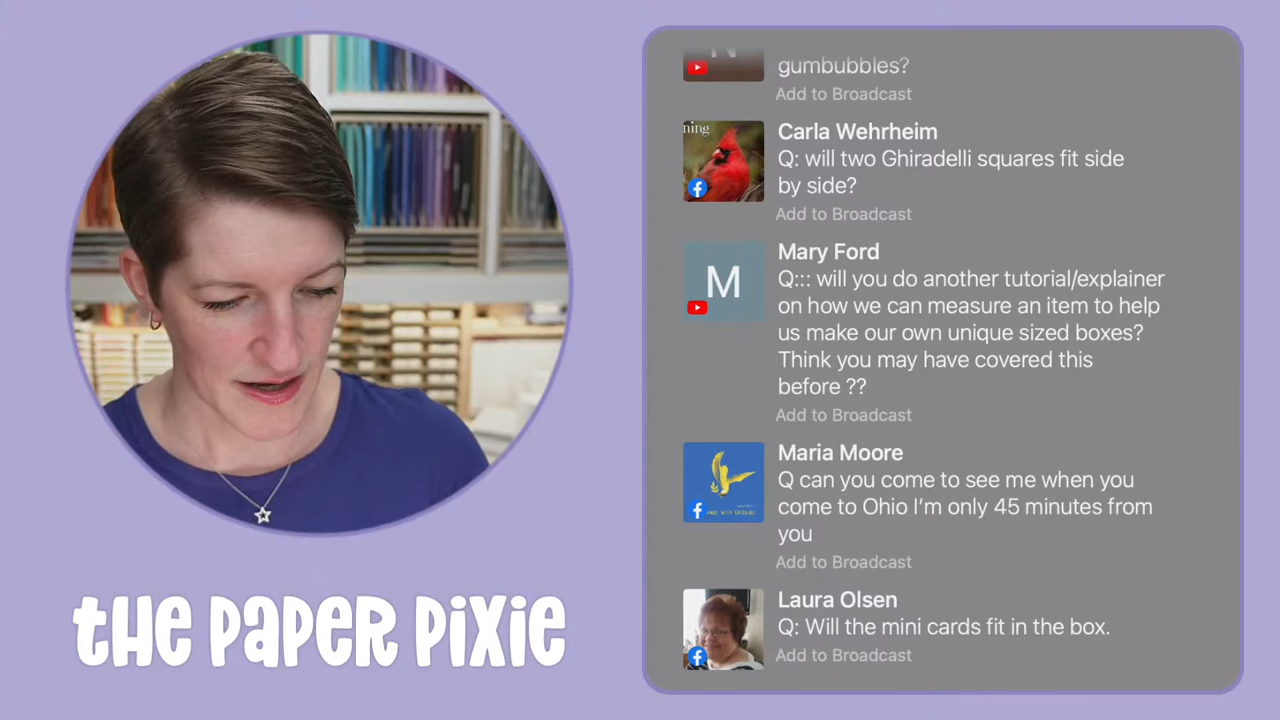 gumbubbles?
Add to Broadcast
ning
Carla Wehrheim
Q: will two Ghiradelli squares fit side
by side?
Add to Broadcast
M
Mary Ford
Q::: will you do another tutorial/explainer
on how we can measure an item to help
us make our own unique sized boxes?
Think you may have covered this
before ??
Add to Broadcast
Maria Moore
Q can you come to see me when you
come to Ohio I'm only 45 minutes from
you
Add to Broadcast
Laura Olsen
Q: Will the mini cards fit in the box.
Add to Broadcast
tHe PaPeR PiXie